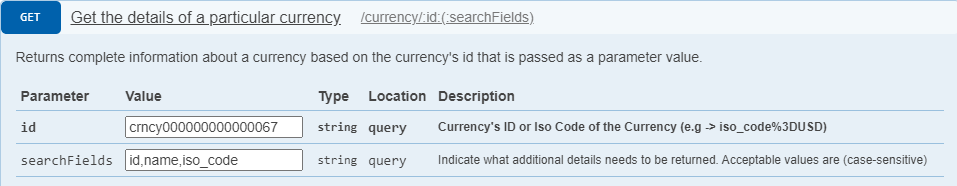 GET Get the details of a particular currency /currency/:id:(:searchFields)
Returns complete information about a currency based on the currency's id that is passed as a parameter value.
Parameter Value Type Location Description
id crncy000000000000067 string query Currency's ID or Iso Code of the Currency (e.g -> iso_code%3DUSD)
searchFields id,name,iso_code string query Indicate what additional details needs to be returned. Acceptable values are (case-sensitive)